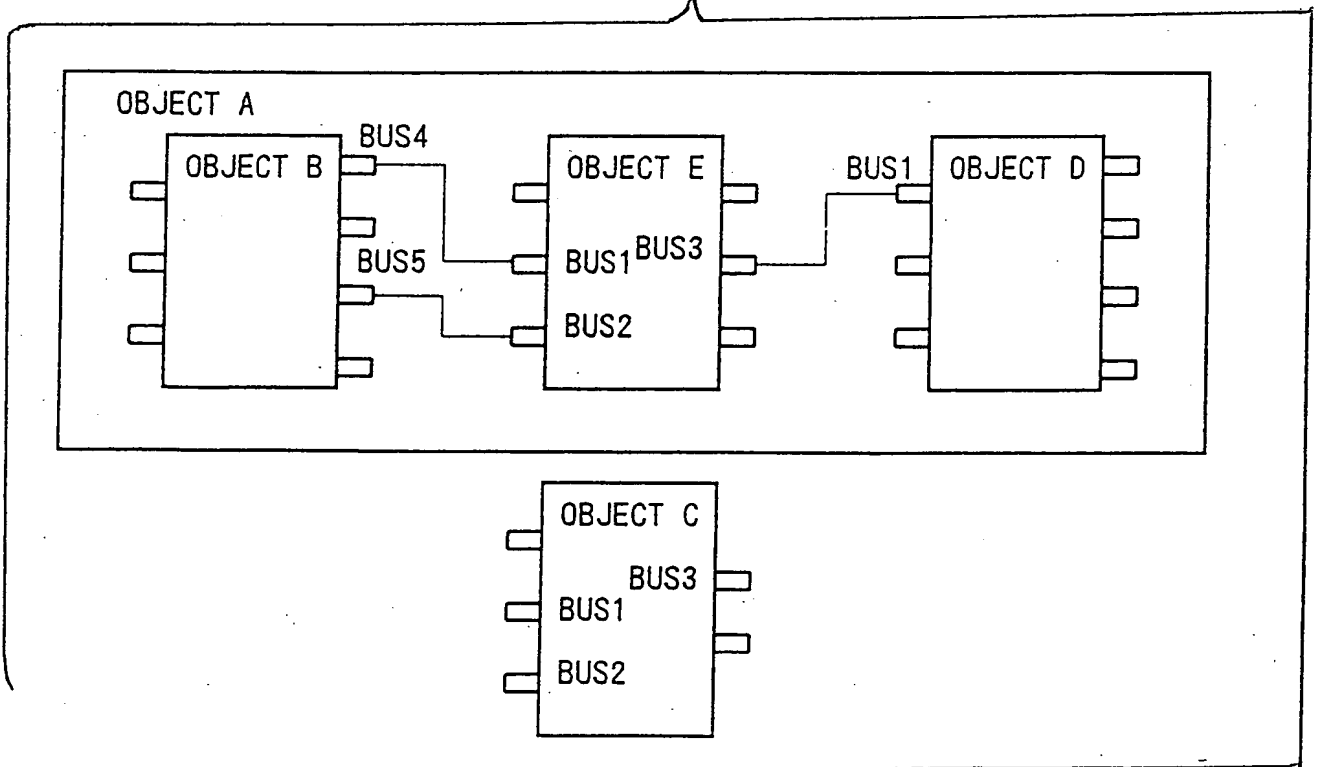 OBJECT A
BUS4
OBJECT B
OBJECT E
BUS1
OBJECT D
BUS5
BUS1
BUS3
BUS2
OBJECT C
BUS3
BUS1
BUS2